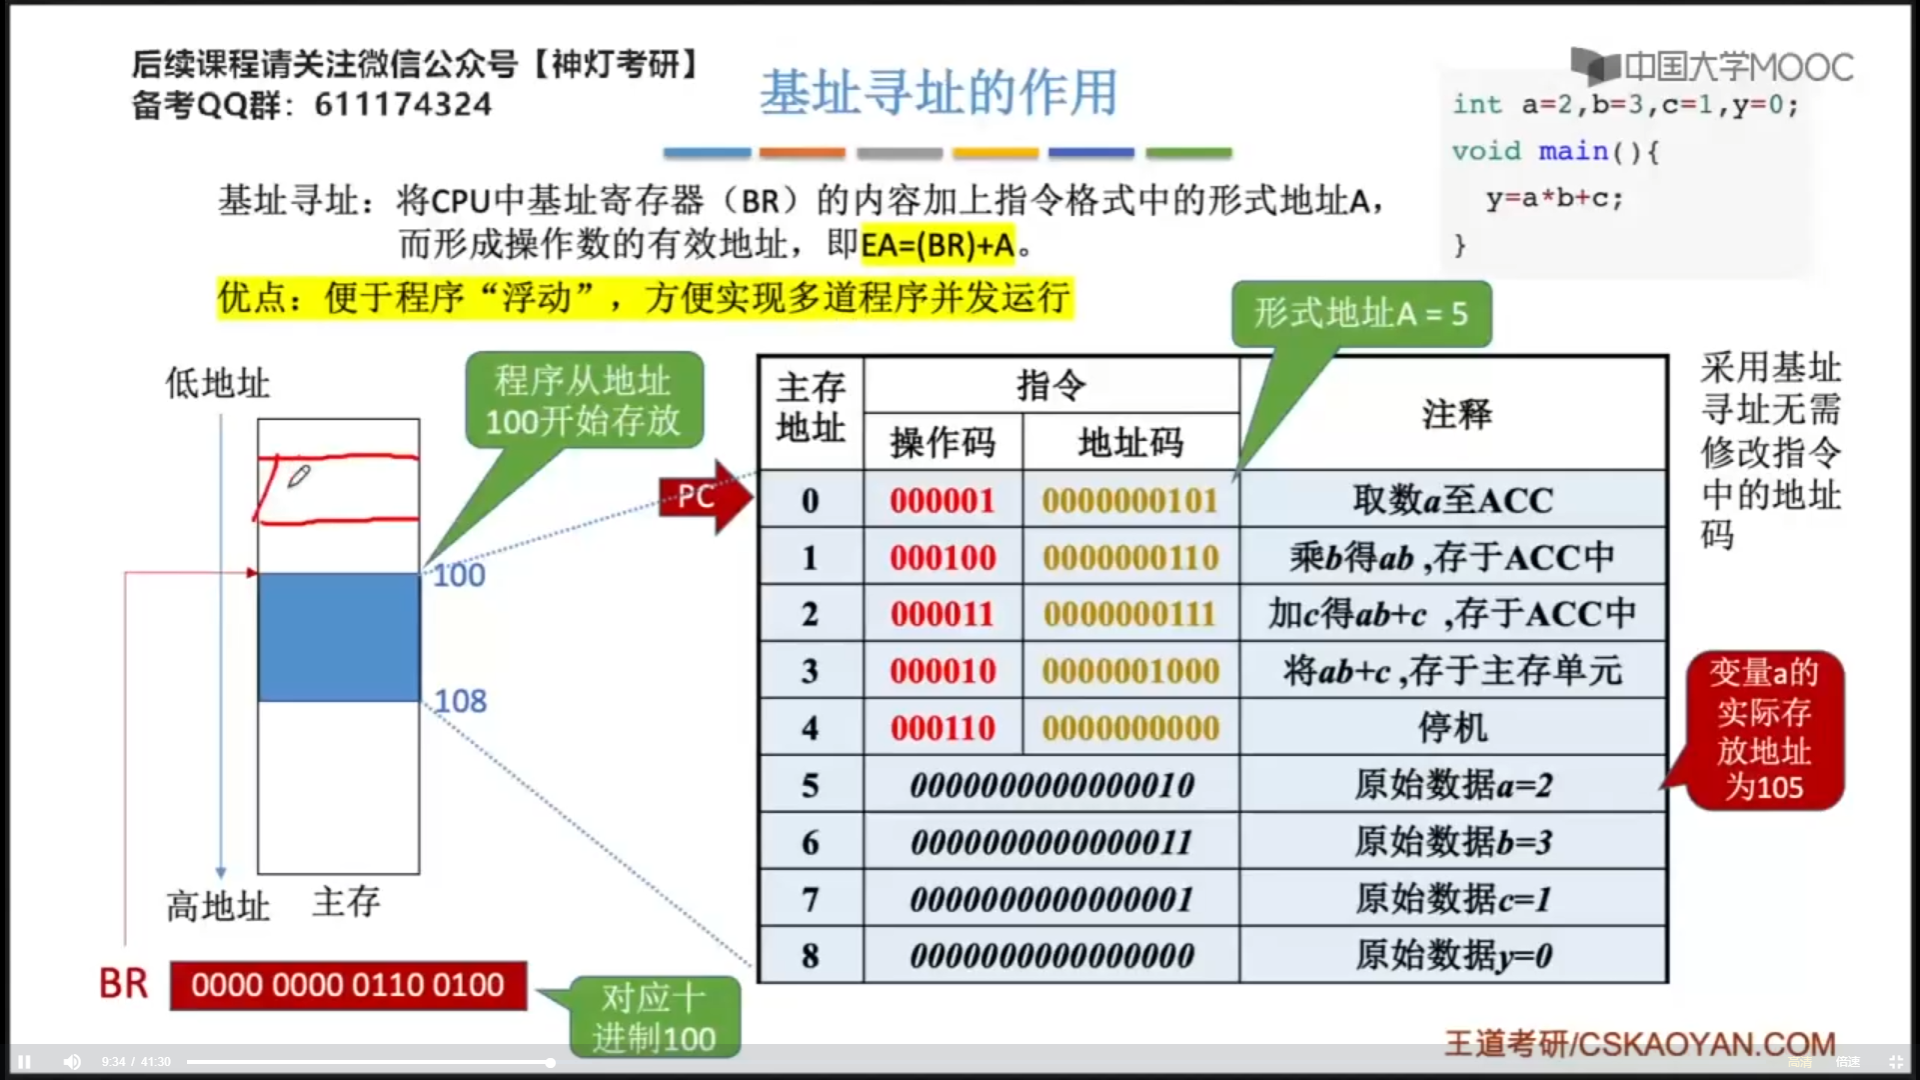 后续课程请关注微信公众号【神灯考研】
备考QQ群：611174324
中国大学MOOC
基址寻址的作用
int a=2,b=3,c=1,y=0;
void main(){
y=a*b+c;
}
基址寻址：将CPU中基址寄存器（BR）的内容加上指令格式中的形式地址A，
而形成操作数的有效地址，即EA=(BR)+A。
优点：便于程序“浮动”，方便实现多道程序并发运行
形式地址A = 5
低地址
程序从地址
100开始存放
100
108
高地址
主存
BR
0000 0000 0110 0100
对应十
进制100
PC
主存
地址
指令
操作码
地址码
注释
0 000001 0000000101 取数a至ACC
1 000100 0000000110 乘b得ab ,存于ACC中
2 000011 0000000111 加c得ab+c ,存于ACC中
3 000010 0000001000 将ab+c ,存于主存单元
4 000110 0000000000 停机
5 0000000000000010 原始数据a=2
6 0000000000000011 原始数据b=3
7 0000000000000001 原始数据c=1
8 0000000000000000 原始数据y=0
采用基址
寻址无需
修改指令
中的地址
码
变量a的
实际存
放地址
为105
王道考研/CSKAOYAN.COM
9:34 / 41:30
高清
倍速